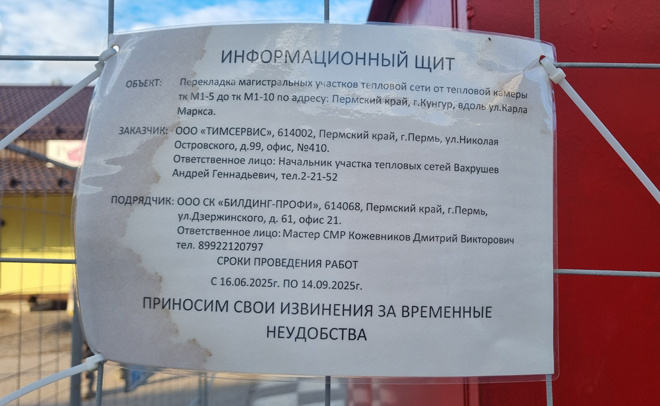 ИНФОРМАЦИОННЫЙ ЩИТ
ОБЪЕКТ: Перекладка магистральных участков тепловой сети от тепловой камеры
тк М1-5 до тк М1-10 по адресу: Пермский край, г.Кунгур, вдоль ул.Карла
Маркса.
ЗАКАЗЧИК: ООО «ТИМСЕРВИС», 614002, Пермский край, г.Пермь, ул.Николая
Островского, д.99, офис, №410.
Ответственное лицо: Начальник участка тепловых сетей Вахрушев
Андрей Геннадьевич, тел.2-21-52
ПОДРЯДЧИК: ООО СК «БИЛДИНГ-ПРОФИ», 614068, Пермский край, г.Пермь,
ул.Дзержинского, д. 61, офис 21.
Ответственное лицо: Мастер СМР Кожевников Дмитрий Викторович
тел. 89922120797
СРОКИ ПРОВЕДЕНИЯ РАБОТ
С 16.06.2025г. ПО 14.09.2025г.
ПРИНОСИМ СВОИ ИЗВИНЕНИЯ ЗА ВРЕМЕННЫЕ
НЕУДОБСТВА